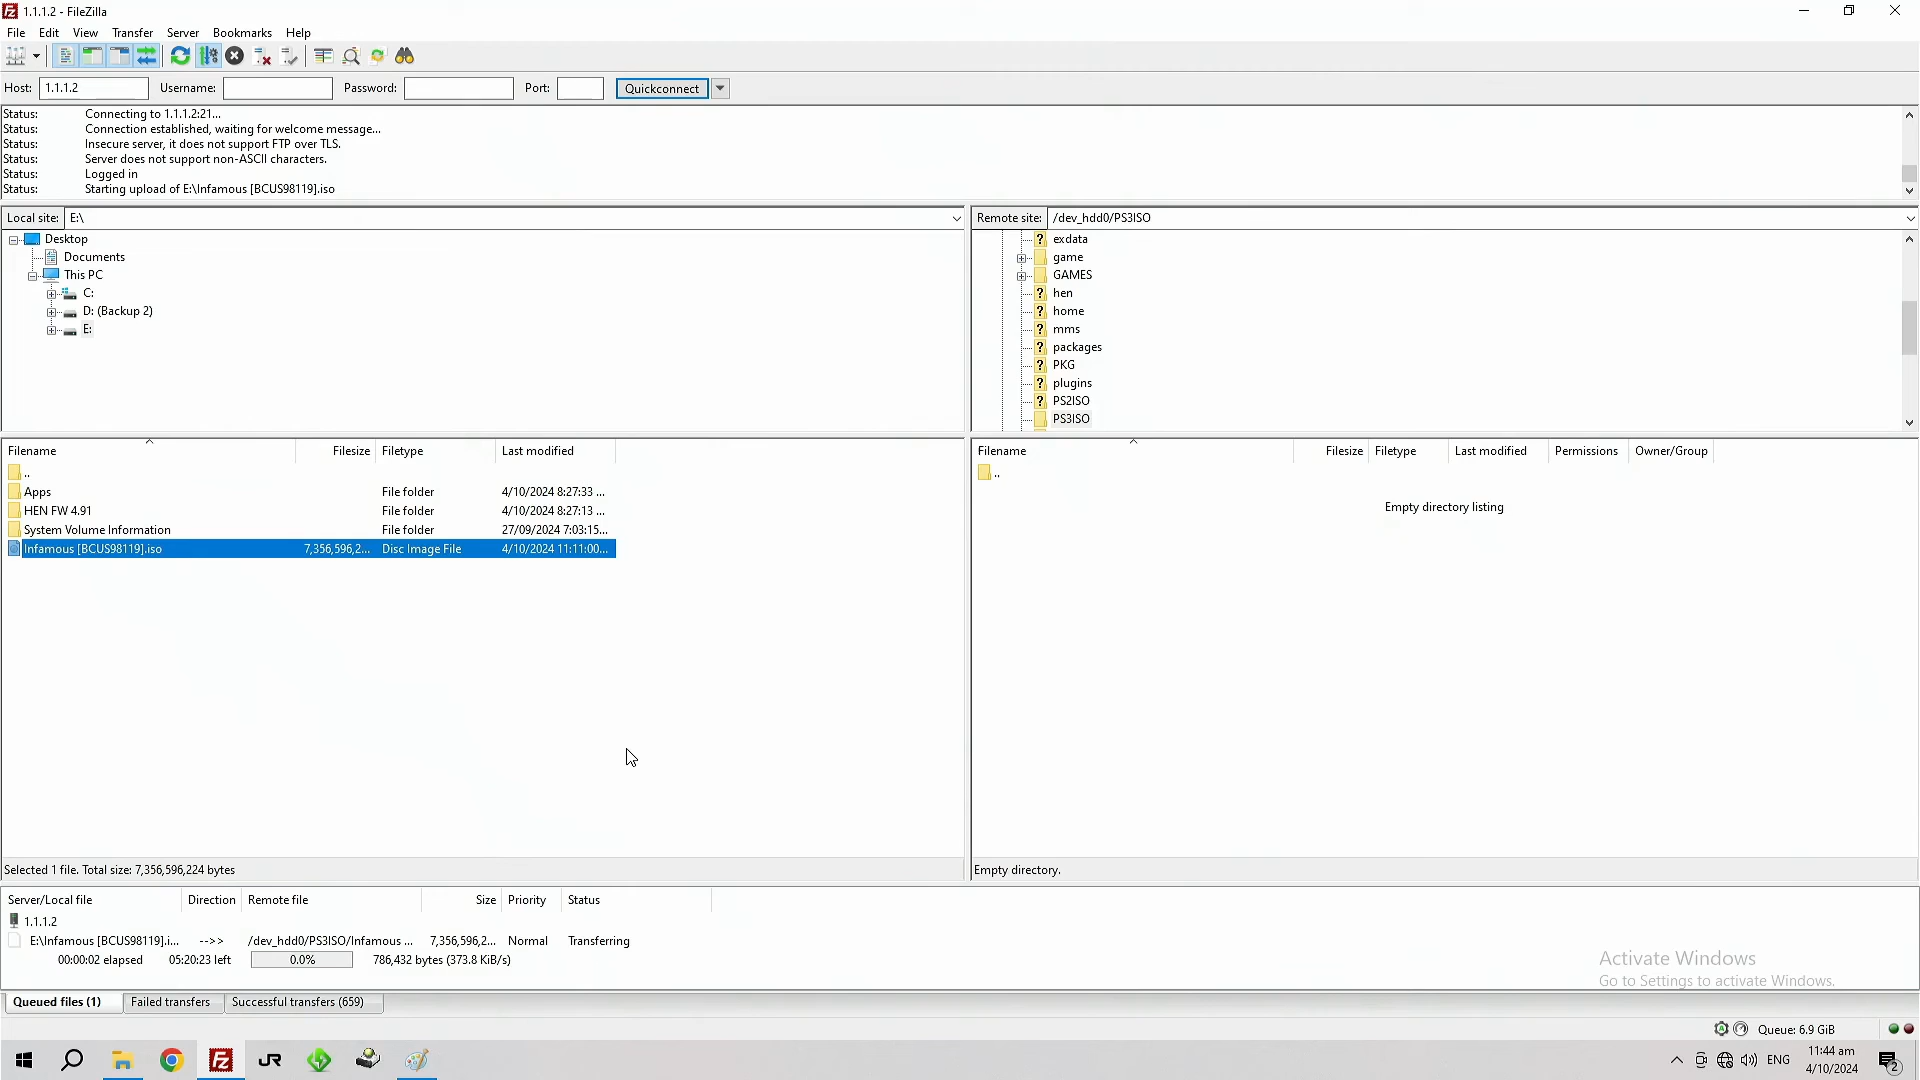 1.1.1.2 - FileZilla
File Edit View Transfer Server Bookmarks Help
Host: 1.1.1.2 Username: Password: Port: Quickconnect
Status: Connecting to 1.1.1.2:21...
Status: Connection established, waiting for welcome message...
Status: Insecure server, it does not support FTP over TLS.
Status: Server does not support non-ASCII characters.
Status: Logged in
Status: Starting upload of E:\Infamous [BCUS98119].iso
Local site: E:\
Desktop
Documents
This PC
C:
D: (Backup 2)
E:
Remote site: /dev_hdd0/PS3ISO
exdata
game
GAMES
hen
home
mms
packages
PKG
plugins
PS2ISO
PS3ISO
Filename Filesize Filetype Last modified
..
Apps File folder 4/10/2024 8:27:33 ...
HEN FW 4.91 File folder 4/10/2024 8:27:13 ...
System Volume Information File folder 27/09/2024 7:03:15...
Infamous [BCUS98119].iso 7,356,596,2... Disc Image File 4/10/2024 11:11:00...
Selected 1 file. Total size: 7,356,596,224 bytes
Filename Filesize Filetype Last modified Permissions Owner/Group
..
Empty directory listing
Empty directory.
Server/Local file Direction Remote file Size Priority Status
1.1.1.2
E:\Infamous [BCUS98119].i... -->> /dev_hdd0/PS3ISO/Infamous ... 7,356,596,2... Normal Transferring
00:00:02 elapsed 05:20:23 left 0.0% 786,432 bytes (373.8 KiB/s)
Activate Windows
Go to Settings to activate Windows.
Queued files (1) Failed transfers Successful transfers (659)
Queue: 6.9 GiB
JR
ENG
11:44 am
4/10/2024
2